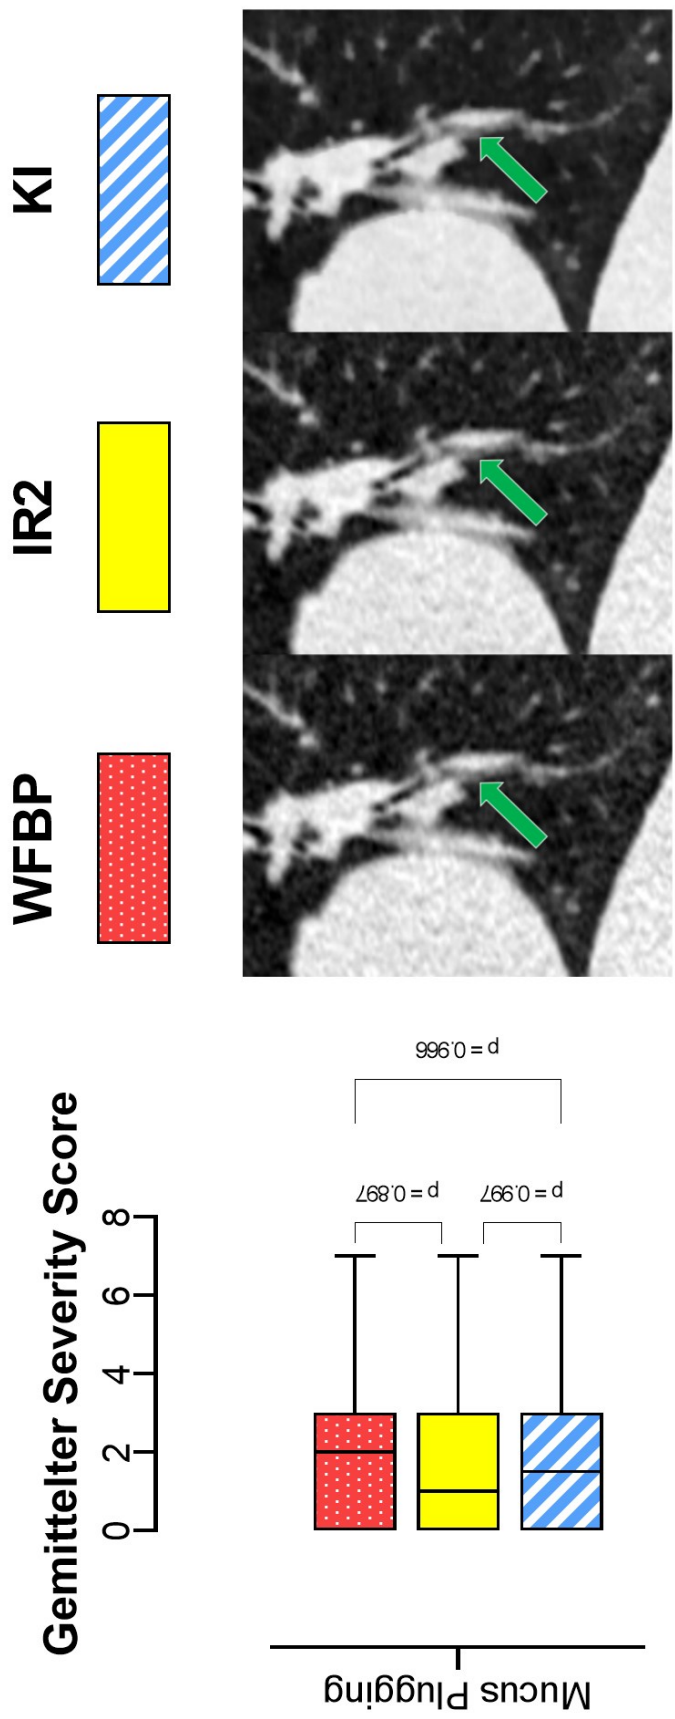 WFBP
IR2
KI
Gemittelter Severity Score
8
6
4
2
0
p = 0.966
p = 0.897
p = 0.997
Mucus Plugging